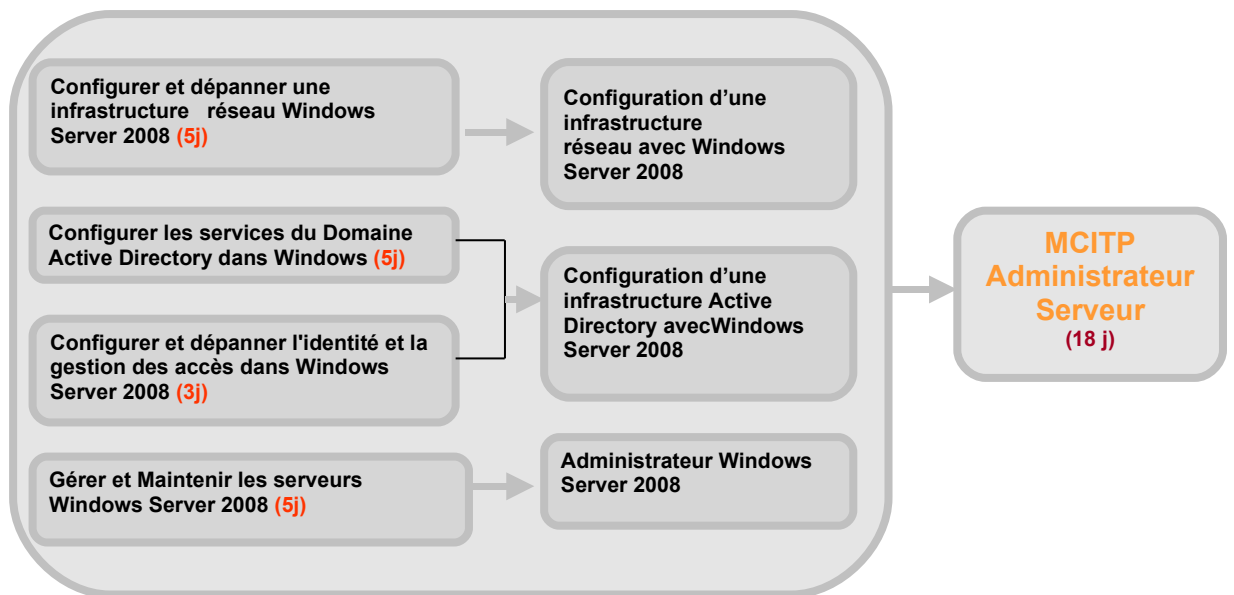 Configurer et dépanner une
infrastructure réseau Windows
Server 2008 (5j)
Configuration d’une
infrastructure
réseau avec Windows
Server 2008
Configurer les services du Domaine
Active Directory dans Windows (5j)
Configurer et dépanner l'identité et la
gestion des accès dans Windows
Server 2008 (3j)
Configuration d’une
infrastructure Active
Directory avecWindows
Server 2008
Gérer et Maintenir les serveurs
Windows Server 2008 (5j)
Administrateur Windows
Server 2008
MCITP
Administrateur
Serveur
(18 j)